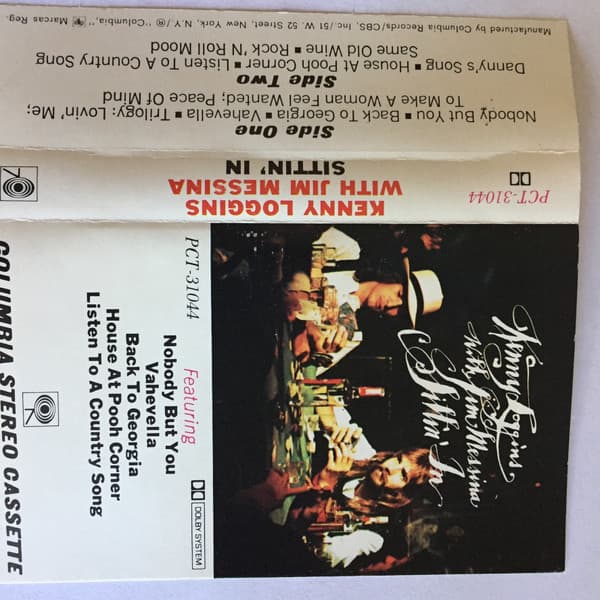 Kenny Loggins
with Jim Messina
Sittin' In
Featuring
Nobody But You
Vahevella
Back To Georgia
House At Pooh Corner
Listen To A Country Song
PCT-31044
DOLBY SYSTEM
COLUMBIA STEREO CASSETTE
PCT-31044
KENNY LOGGINS
WITH JIM MESSINA
SITTIN' IN
Side One
Nobody But You ▪ Back To Georgia ▪ Vahevella ▪ Trilogy: Lovin' Me;
To Make A Woman Feel Wanted; Peace Of Mind
Side Two
Danny's Song ▪ House At Pooh Corner ▪ Listen To A Country Song
Same Old Wine ▪ Rock 'N Roll Mood
Manufactured by Columbia Records/CBS, Inc./51 W. 52 Street, New York, N.Y./® "Columbia," Marcas Reg.